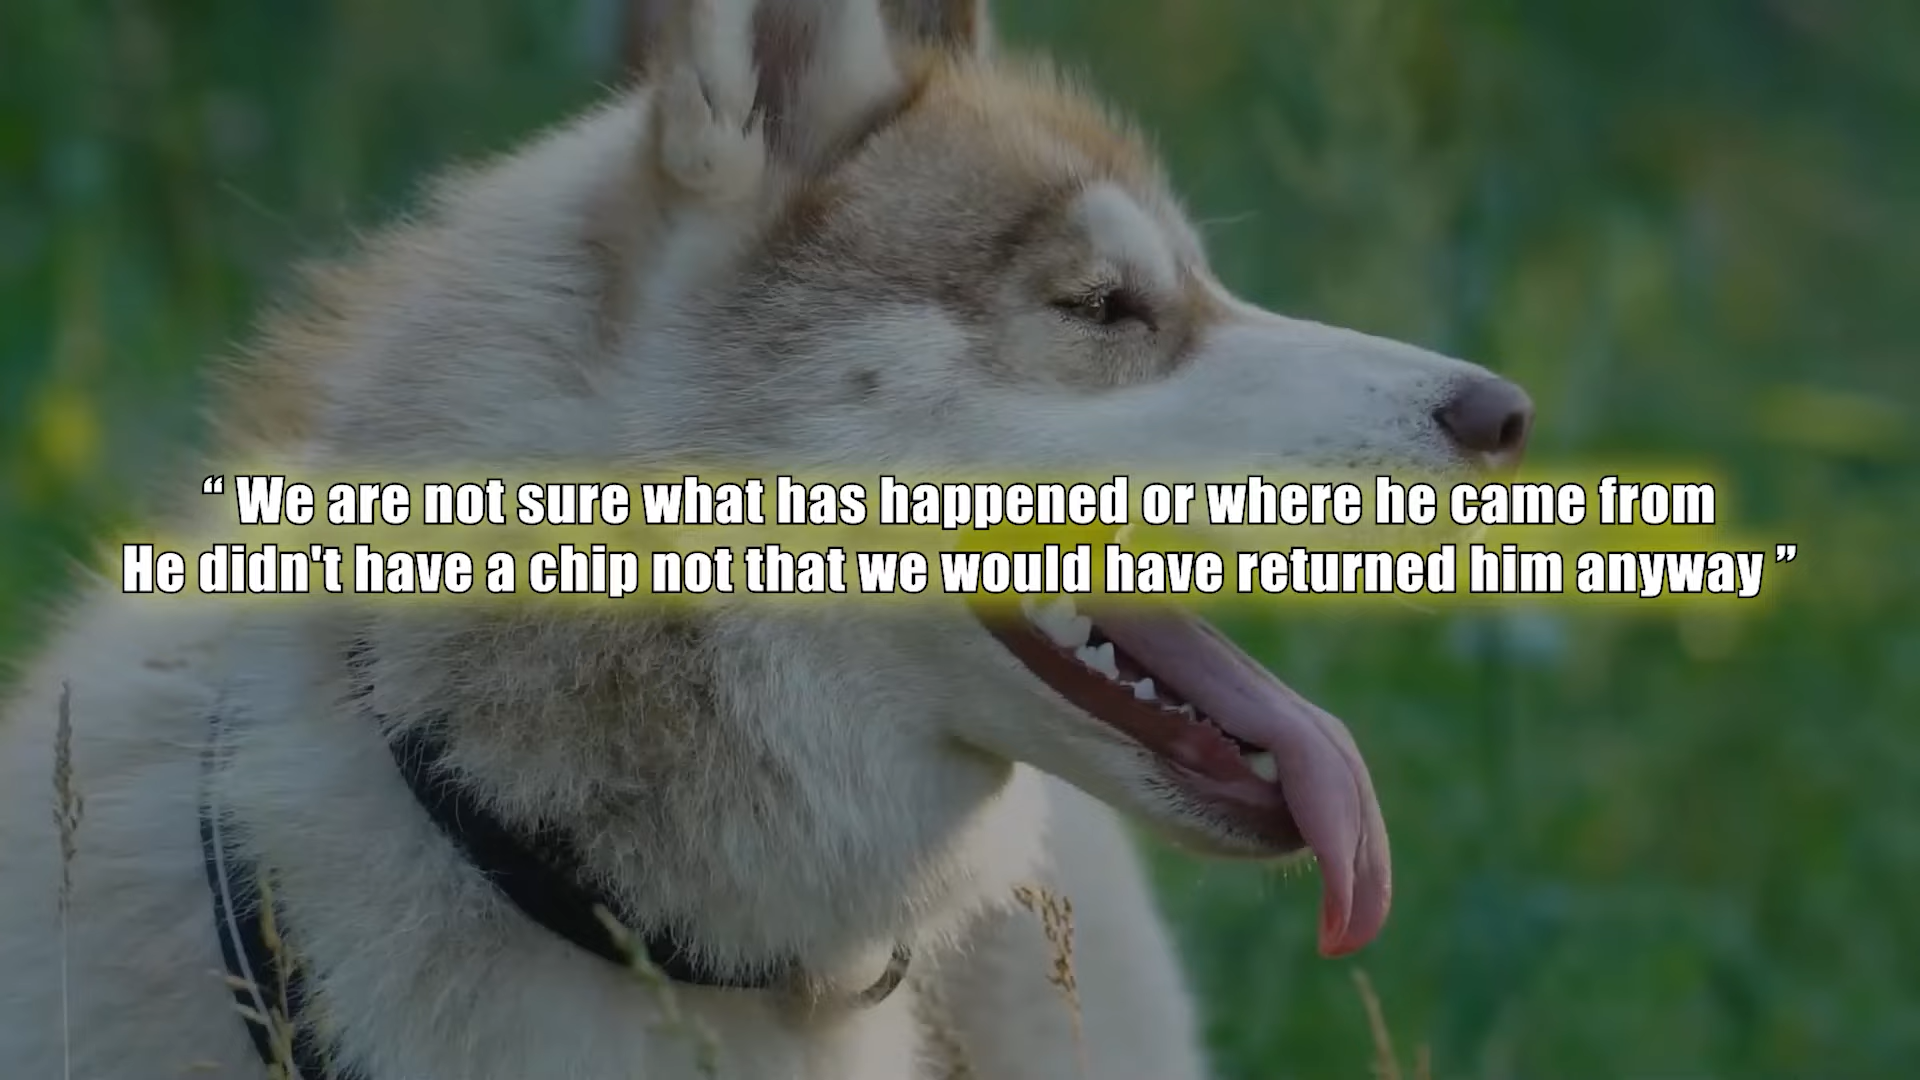 “ We are not sure what has happened or where he came from
He didn't have a chip not that we would have returned him anyway ”